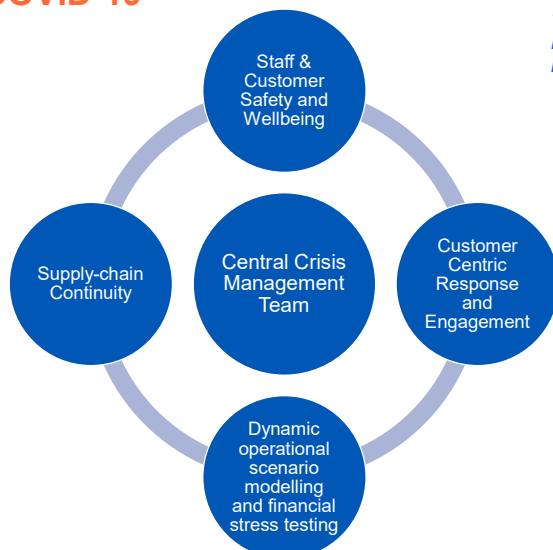 Staff &
Customer
Safety and
Wellbeing
Supply-chain
Continuity
Central Crisis
Management
Team
Customer
Centric
Response
and
Engagement
Dynamic
operational
scenario
modelling
and financial
stress testing